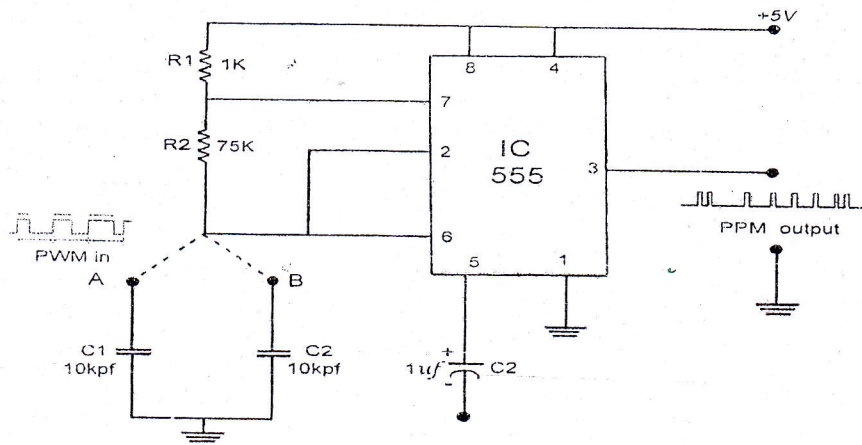 +5V
R1 1K
8 4
7
R2 75K
2
IC
555
3
6
PWM in
PPM output
A B
5 1
C1
10kpf
C2
10kpf
1uf + C2
-